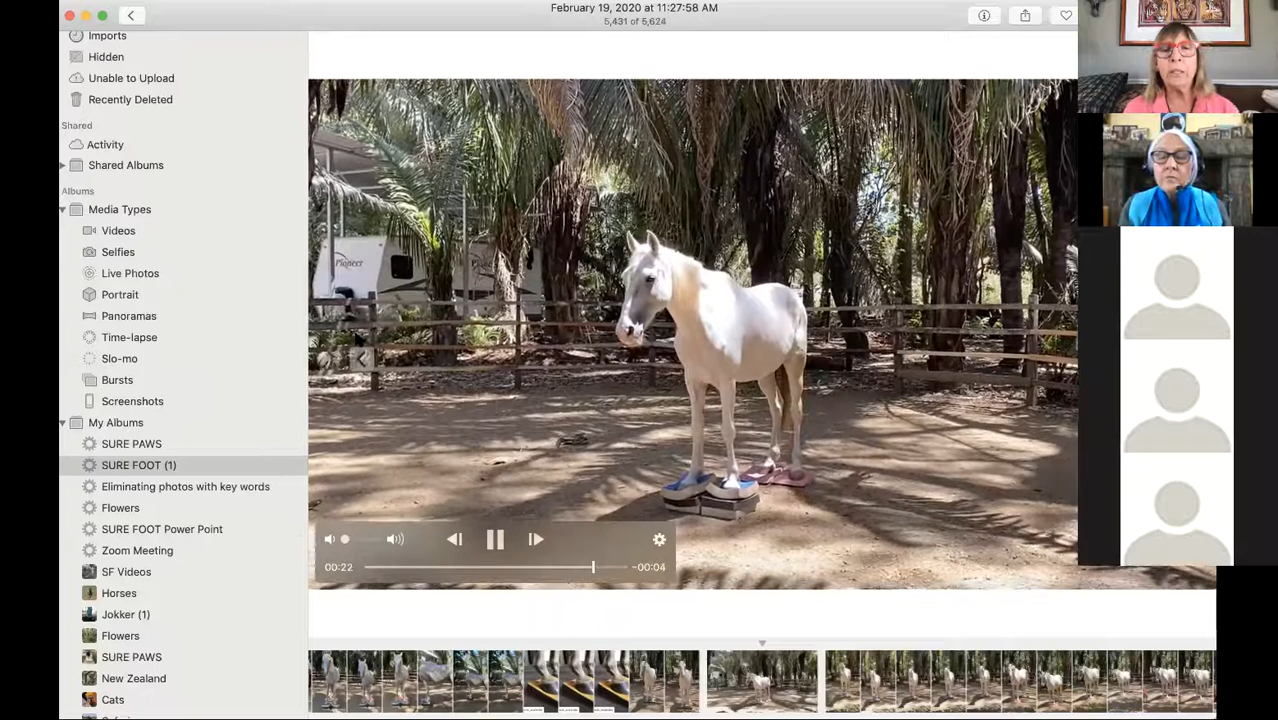 February 19, 2020 at 11:27:58 AM
5,431 of 5,624
Imports
Hidden
Unable to Upload
Recently Deleted
Shared
Activity
Shared Albums
Albums
Media Types
Videos
Selfies
Live Photos
Portrait
Panoramas
Time-lapse
Slo-mo
Bursts
Screenshots
My Albums
SURE PAWS
SURE FOOT (1)
Eliminating photos with key words
Flowers
SURE FOOT Power Point
Zoom Meeting
SF Videos
Horses
Jokker (1)
Flowers
SURE PAWS
New Zealand
Cats
Pioneer
00:22
−00:04